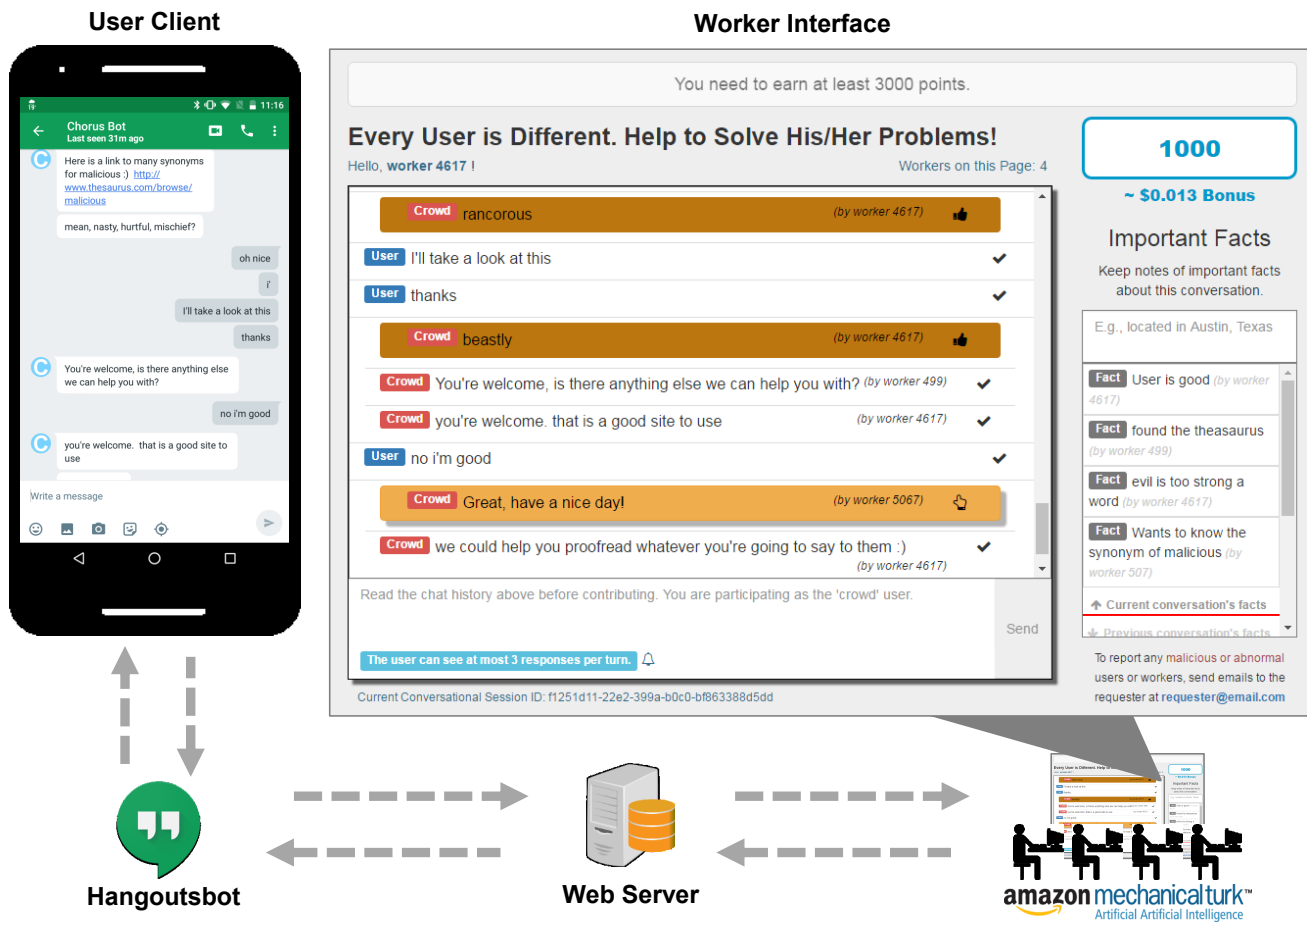 User Client
Worker Interface
11:16
Chorus Bot
Last seen 31m ago
Here is a link to many synonyms
for malicious :) http://
www.thesaurus.com/browse/
malicious
mean, nasty, hurtful, mischief?
oh nice
i'
I'll take a look at this
thanks
You're welcome, is there anything else
we can help you with?
no i'm good
you're welcome. that is a good site to
use
Write a message
You need to earn at least 3000 points.
Every User is Different. Help to Solve His/Her Problems!
Hello, worker 4617 !
Workers on this Page: 4
Crowd rancorous (by worker 4617)
User I'll take a look at this
User thanks
Crowd beastly (by worker 4617)
Crowd You're welcome, is there anything else we can help you with? (by worker 499)
Crowd you're welcome. that is a good site to use (by worker 4617)
User no i'm good
Crowd Great, have a nice day! (by worker 5067)
Crowd we could help you proofread whatever you're going to say to them :)
(by worker 4617)
Read the chat history above before contributing. You are participating as the 'crowd' user.
Send
The user can see at most 3 responses per turn.
Current Conversational Session ID: f1251d11-22e2-399a-b0c0-bf863388d5dd
1000
~ $0.013 Bonus
Important Facts
Keep notes of important facts
about this conversation.
E.g., located in Austin, Texas
Fact User is good (by worker
4617)
Fact found the theasaurus
(by worker 499)
Fact evil is too strong a
word (by worker 4617)
Fact Wants to know the
synonym of malicious (by
worker 507)
Current conversation's facts
Previous conversation's facts
To report any malicious or abnormal
users or workers, send emails to the
requester at requester@email.com
Hangoutsbot
Web Server
1000
Important Facts
amazon mechanical turk™
Artificial Artificial Intelligence